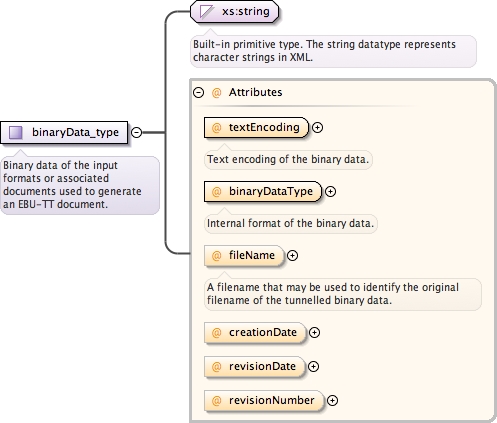 xs:string
Built-in primitive type. The string datatype represents
character strings in XML.
binaryData_type
Binary data of the input
formats or associated
documents used to generate
an EBU-TT document.
@ Attributes
@ textEncoding
Text encoding of the binary data.
@ binaryDataType
Internal format of the binary data.
@ fileName
A filename that may be used to identify the original
filename of the tunnelled binary data.
@ creationDate
@ revisionDate
@ revisionNumber